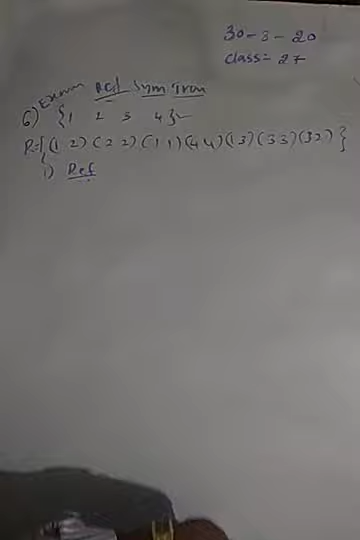 30-8-20
class= 27
Exam Ref Sym Tran
6) {1 2 3 4}
R={(1 2)(2 2)(1 1)(4 4)(1 3)(3 3)(3 2)}
i) Ref